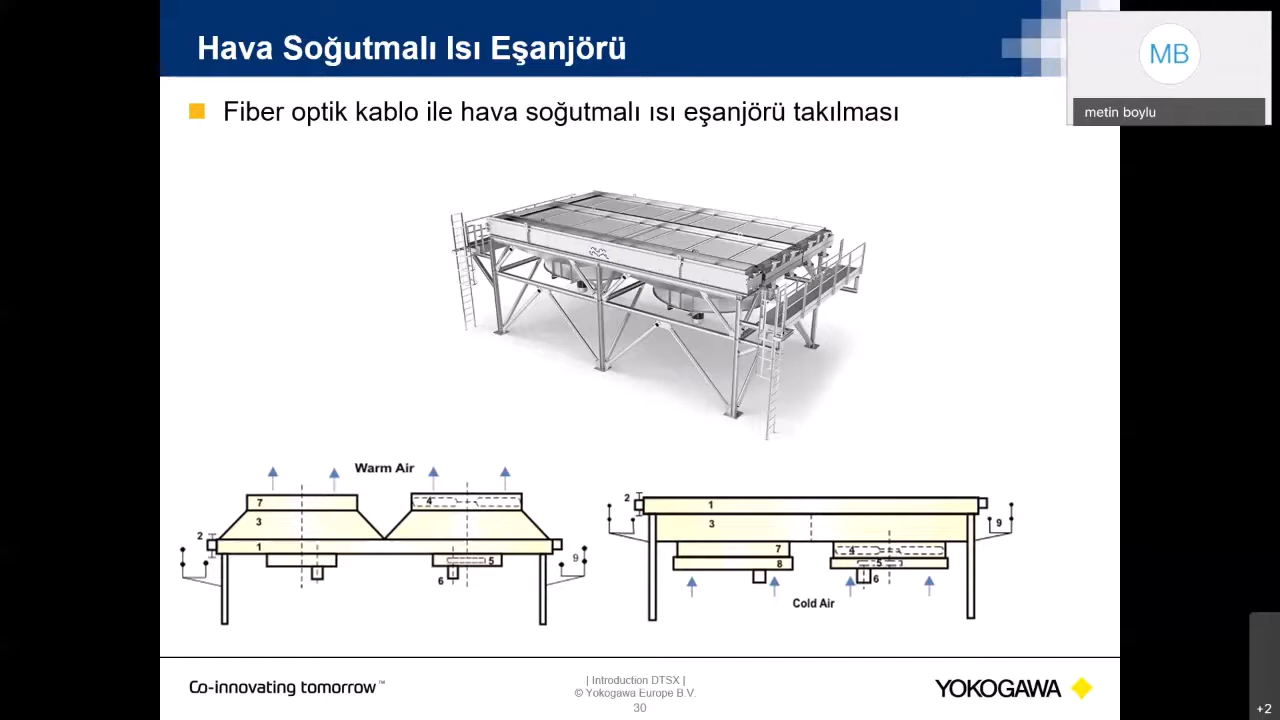 Hava Soğutmalı Isı Eşanjörü
MB
metin boylu
Fiber optik kablo ile hava soğutmalı ısı eşanjörü takılması
Warm Air
7
4
3
2
1
5
6
9
2
1
3
9
7
4
8
5
6
Cold Air
Co-innovating tomorrow™
| Introduction DTSX |
© Yokogawa Europe B.V.
30
YOKOGAWA
+2